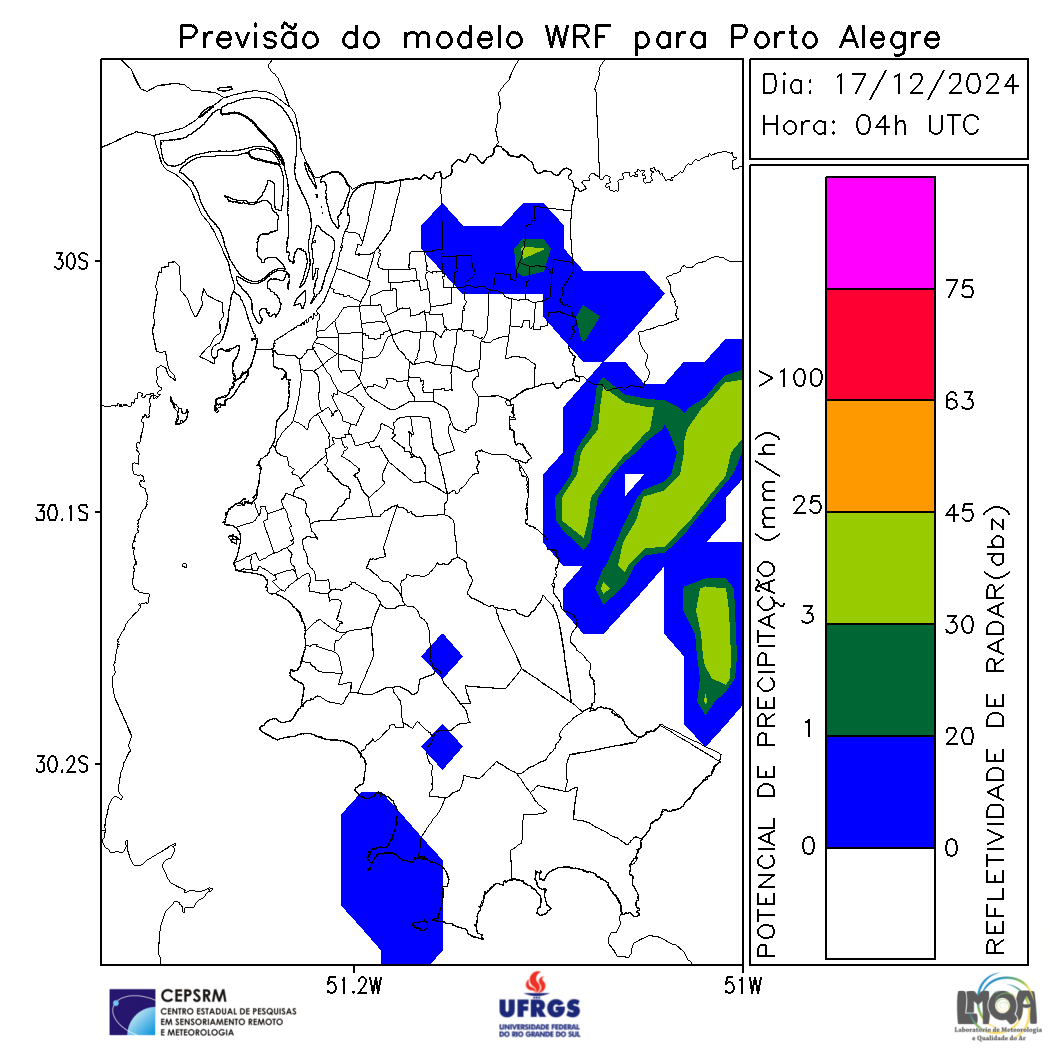 Previsão do modelo WRF para Porto Alegre
Dia: 17/12/2024
Hora: 04h UTC
30S
30.1S
30.2S
51.2W
51W
POTENCIAL DE PRECIPITAÇÃO (mm/h)
>100
25
3
1
0
75
63
45
30
20
0
REFLETIVIDADE DE RADAR(dbz)
CEPSRM
CENTRO ESTADUAL DE PESQUISAS
EM SENSORIAMENTO REMOTO
E METEOROLOGIA
UFRGS
UNIVERSIDADE FEDERAL
DO RIO GRANDE DO SUL
LMQA
Laboratório de Meteorologia
e Qualidade do Ar